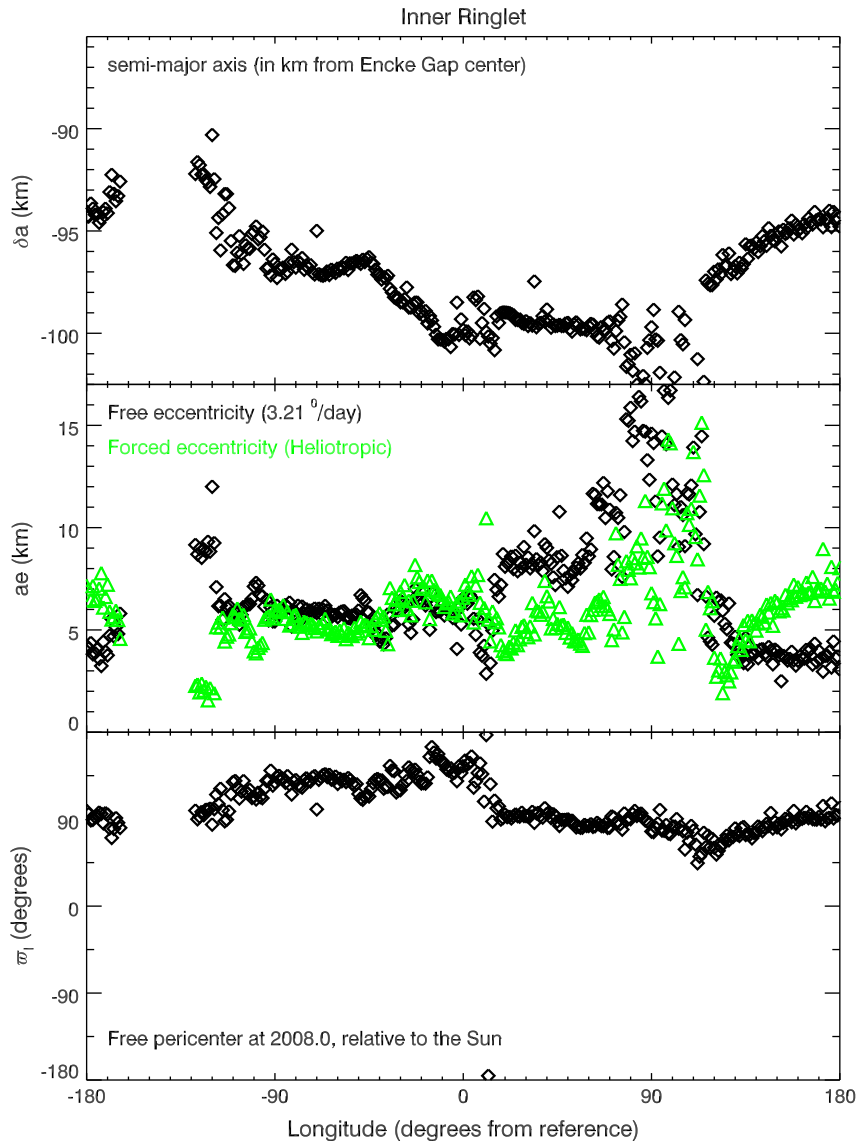 Inner Ringlet
semi-major axis (in km from Encke Gap center)
-90
-95
-100
δa (km)
Free eccentricity (3.21 °/day)
Forced eccentricity (Heliotropic)
15
10
5
0
ae (km)
90
0
-90
-180
ϖl (degrees)
Free pericenter at 2008.0, relative to the Sun
-180 -90 0 90 180
Longitude (degrees from reference)